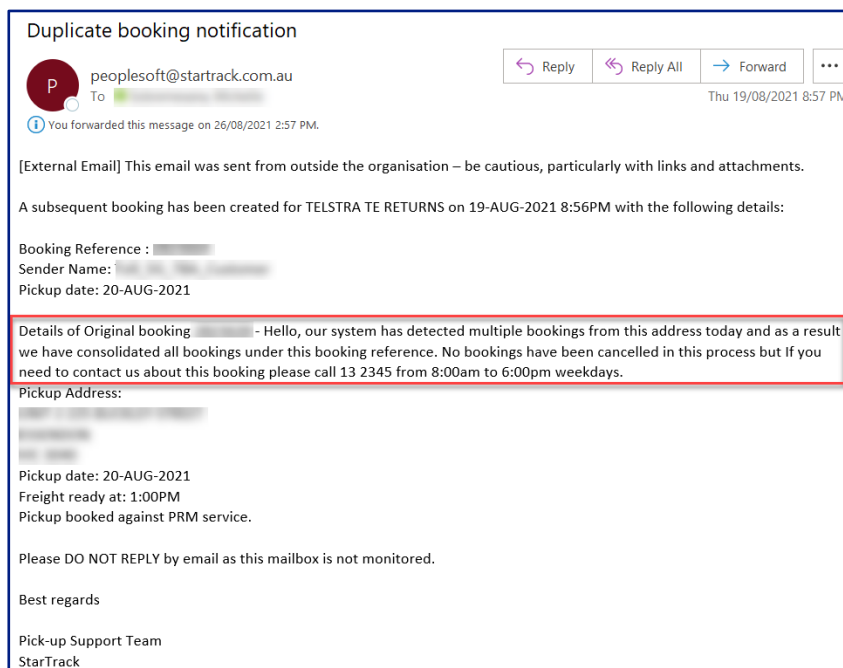 Duplicate booking notification
P
peoplesoft@startrack.com.au
To
Reply
Reply All
Forward
...
Thu 19/08/2021 8:57 PM
You forwarded this message on 26/08/2021 2:57 PM.
[External Email] This email was sent from outside the organisation – be cautious, particularly with links and attachments.
A subsequent booking has been created for TELSTRA TE RETURNS on 19-AUG-2021 8:56PM with the following details:
Booking Reference :
Sender Name:
Pickup date: 20-AUG-2021
Details of Original booking - Hello, our system has detected multiple bookings from this address today and as a result
we have consolidated all bookings under this booking reference. No bookings have been cancelled in this process but If you
need to contact us about this booking please call 13 2345 from 8:00am to 6:00pm weekdays.
Pickup Address:
Pickup date: 20-AUG-2021
Freight ready at: 1:00PM
Pickup booked against PRM service.
Please DO NOT REPLY by email as this mailbox is not monitored.
Best regards
Pick-up Support Team
StarTrack